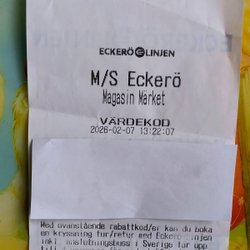 ECKERÖ LINJEN
M/S Eckerö
Magasin Market
VÄRDEKOD
2026-02-07 13:22:07
Med ovanstående rabattkod/er kan du boka
en kryssning tur/retur med Eckerö Linjen
inkl. anslutningsbuss i Sverige för upp